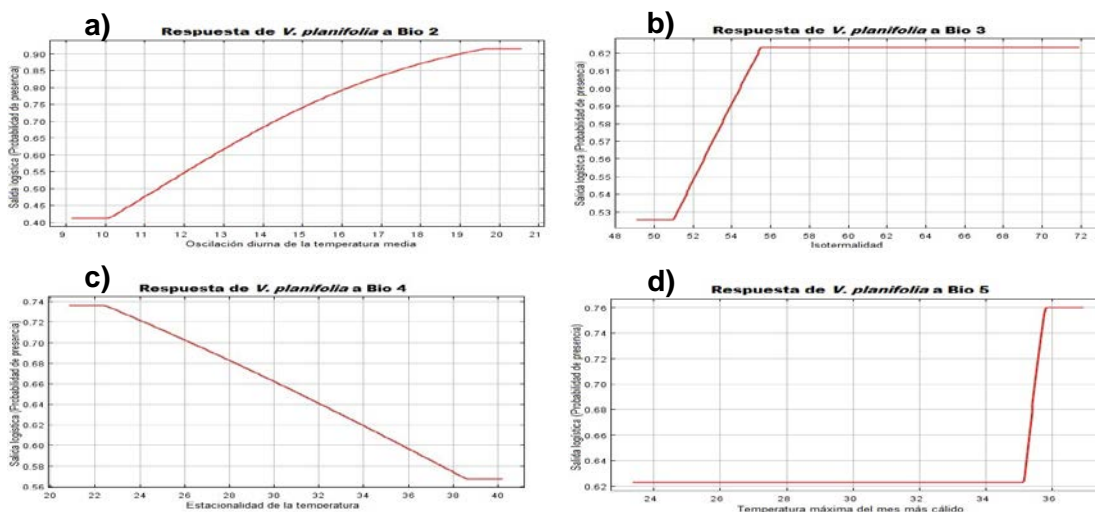 a)
Respuesta de V. planifolia a Bio 2
Salida logística (Probabilidad de presencia)
0.90
0.85
0.80
0.75
0.70
0.65
0.60
0.55
0.50
0.45
0.40
9 10 11 12 13 14 15 16 17 18 19 20 21
Oscilación diurna de la temperatura media
b)
Respuesta de V. planifolia a Bio 3
Salida logística (Probabilidad de presencia)
0.62
0.61
0.60
0.59
0.58
0.57
0.56
0.55
0.54
0.53
48 50 52 54 56 58 60 62 64 66 68 70 72
Isotermalidad
c)
Respuesta de V. planifolia a Bio 4
Salida logística (Probabilidad de presencia)
0.74
0.72
0.70
0.68
0.66
0.64
0.62
0.60
0.58
0.56
20 22 24 26 28 30 32 34 36 38 40
Estacionalidad de la temperatura
d)
Respuesta de V. planifolia a Bio 5
Salida logística (Probabilidad de presencia)
0.76
0.74
0.72
0.70
0.68
0.66
0.64
0.62
24 26 28 30 32 34 36
Temperatura máxima del mes más cálido